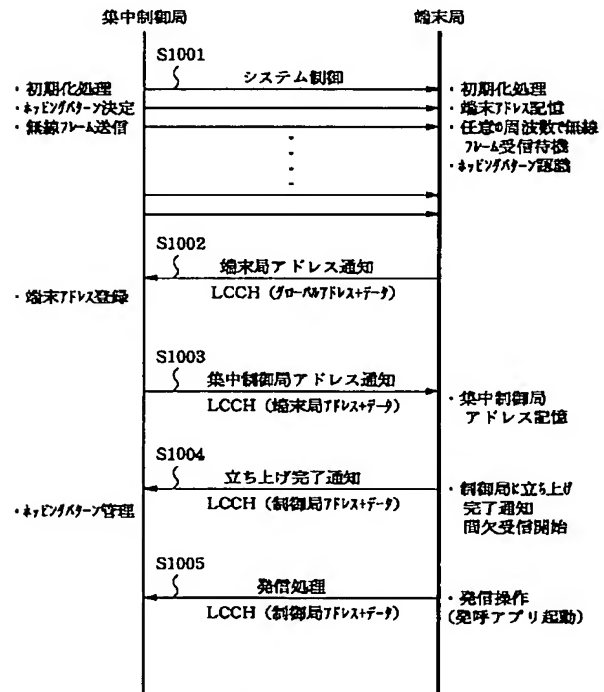 集中制御局
端末局
S1001
システム制御
・初期化処理
・ホッピングパターン決定
・無線フレーム送信
・初期化処理
・端末アドレス記憶
・任意の周波数で無線
フレーム受信待機
・ホッピングパターン認識
S1002
端末局アドレス通知
LCCH（グローバルアドレス+データ）
・端末アドレス登録
S1003
集中制御局アドレス通知
LCCH（端末局アドレス+データ）
・集中制御局
アドレス記憶
S1004
立ち上げ完了通知
LCCH（制御局アドレス+データ）
・ホッピングパターン管理
・制御局に立ち上げ
完了通知
間欠受信開始
S1005
発信処理
LCCH（制御局アドレス+データ）
・発信操作
（発呼アプリ起動）